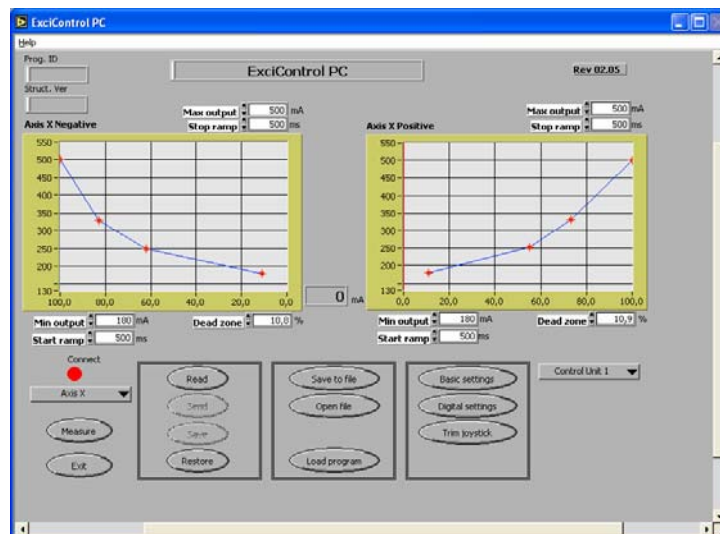 ExciControl PC
Help
Prog. ID
ExciControl PC
Rev 02.05
Struct. Ver
Max output 500 mA
Stop ramp 500 ms
Max output 500 mA
Stop ramp 500 ms
Axis X Negative
Axis X Positive
550
500
450
400
350
300
250
200
130
100,0 80,0 60,0 40,0 20,0 0,0
550
500
450
400
350
300
250
200
130
0,0 20,0 40,0 60,0 80,0 100,0
0 mA
Min output 180 mA
Dead zone 10,8 %
Start ramp 500 ms
Min output 180 mA
Dead zone 10,9 %
Start ramp 500 ms
Connect
Axis X
Measure
Exit
Read
Send
Save
Restore
Save to file
Open file
Load program
Basic settings
Digital settings
Trim joystick
Control Unit 1